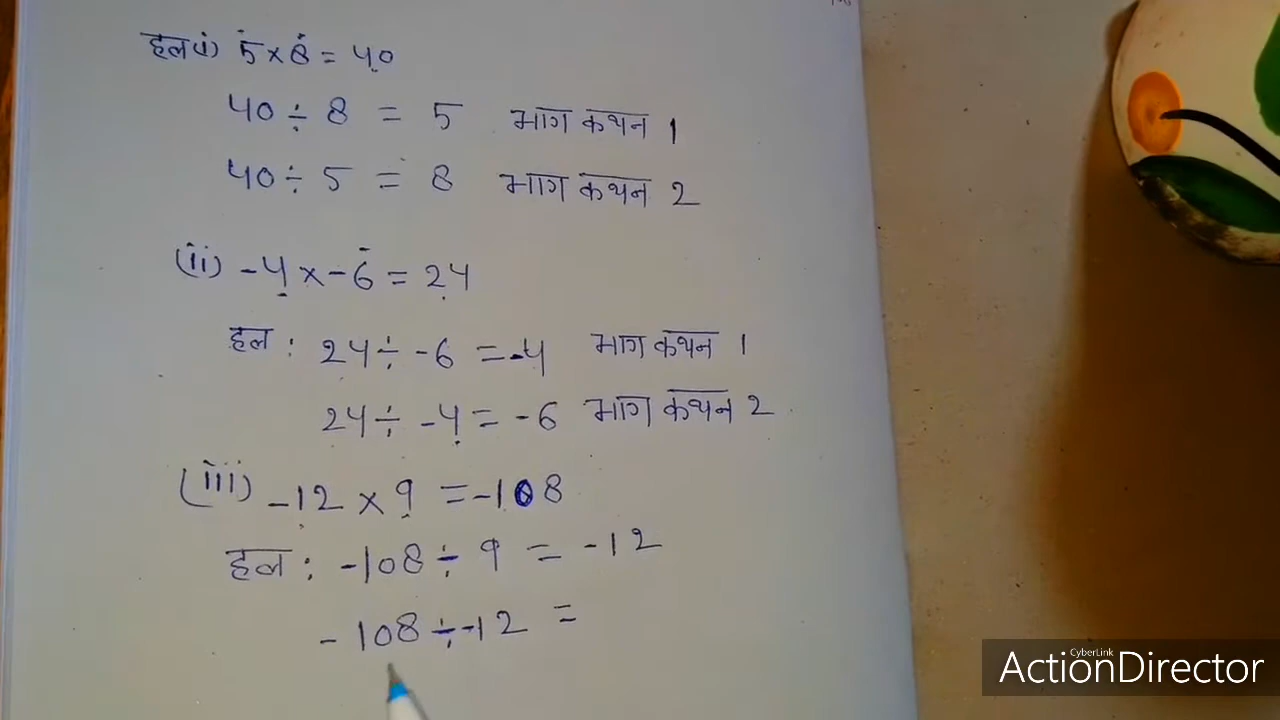 हल (i) 5 × 8 = 40
40 ÷ 8 = 5 भाग कथन 1
40 ÷ 5 = 8 भाग कथन 2
(ii) -4 × -6 = 24
हल : 24 ÷ -6 = -4 भाग कथन 1
24 ÷ -4 = -6 भाग कथन 2
(iii) -12 × 9 = -108
हल : -108 ÷ 9 = -12
-108 ÷ -12 =
CyberLink
ActionDirector